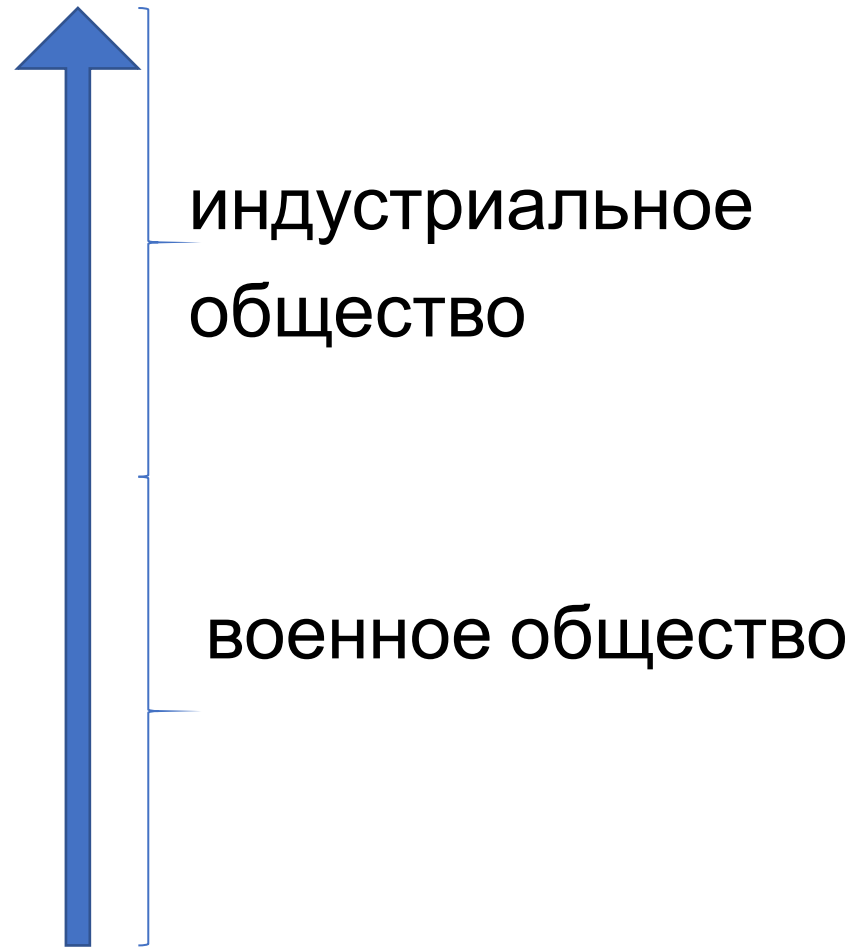 индустриальное
общество
военное общество